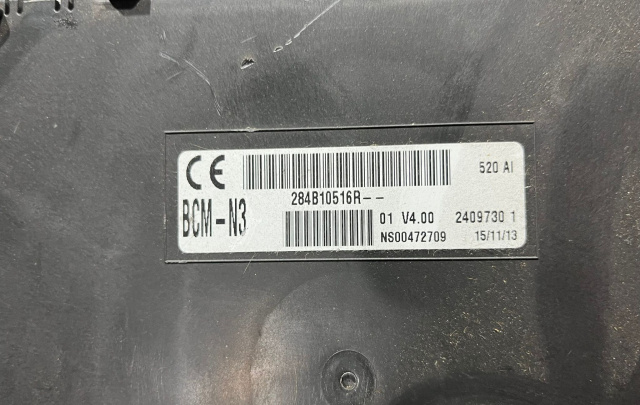 CE 520 AI
284B10516R--
BCM-N3 01 V4.00 2409730 1
NS00472709 15/11/13